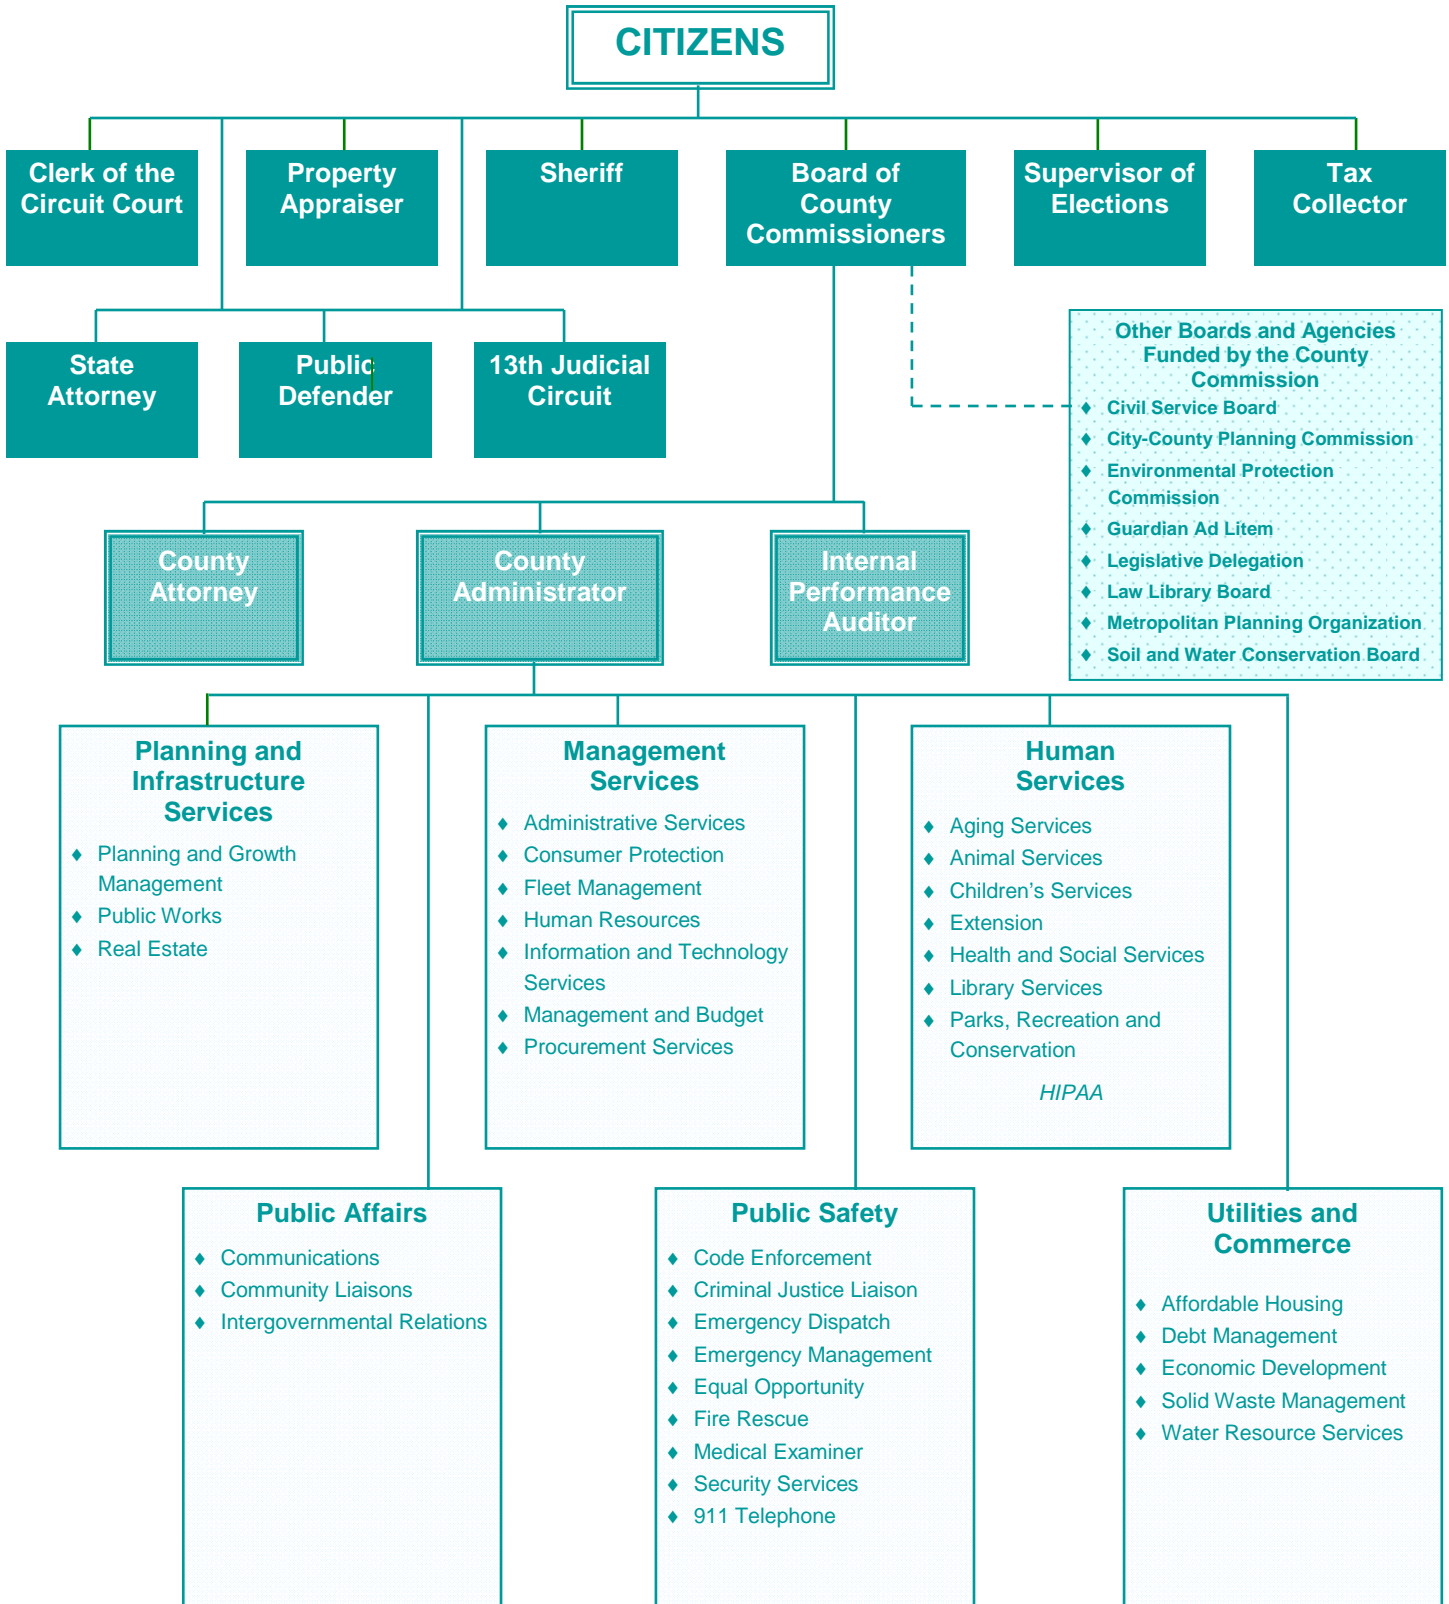 CITIZENS
Clerk of the
Circuit Court
Property
Appraiser
Sheriff
Board of
County
Commissioners
Supervisor of
Elections
Tax
Collector
State
Attorney
Public
Defender
13th Judicial
Circuit
Other Boards and Agencies
Funded by the County
Commission
♦ Civil Service Board
♦ City-County Planning Commission
♦ Environmental Protection
Commission
♦ Guardian Ad Litem
♦ Legislative Delegation
♦ Law Library Board
♦ Metropolitan Planning Organization
♦ Soil and Water Conservation Board
County
Attorney
County
Administrator
Internal
Performance
Auditor
Planning and
Infrastructure
Services
♦ Planning and Growth
Management
♦ Public Works
♦ Real Estate
Management
Services
♦ Administrative Services
♦ Consumer Protection
♦ Fleet Management
♦ Human Resources
♦ Information and Technology
Services
♦ Management and Budget
♦ Procurement Services
Human
Services
♦ Aging Services
♦ Animal Services
♦ Children’s Services
♦ Extension
♦ Health and Social Services
♦ Library Services
♦ Parks, Recreation and
Conservation
HIPAA
Public Affairs
♦ Communications
♦ Community Liaisons
♦ Intergovernmental Relations
Public Safety
♦ Code Enforcement
♦ Criminal Justice Liaison
♦ Emergency Dispatch
♦ Emergency Management
♦ Equal Opportunity
♦ Fire Rescue
♦ Medical Examiner
♦ Security Services
♦ 911 Telephone
Utilities and
Commerce
♦ Affordable Housing
♦ Debt Management
♦ Economic Development
♦ Solid Waste Management
♦ Water Resource Services